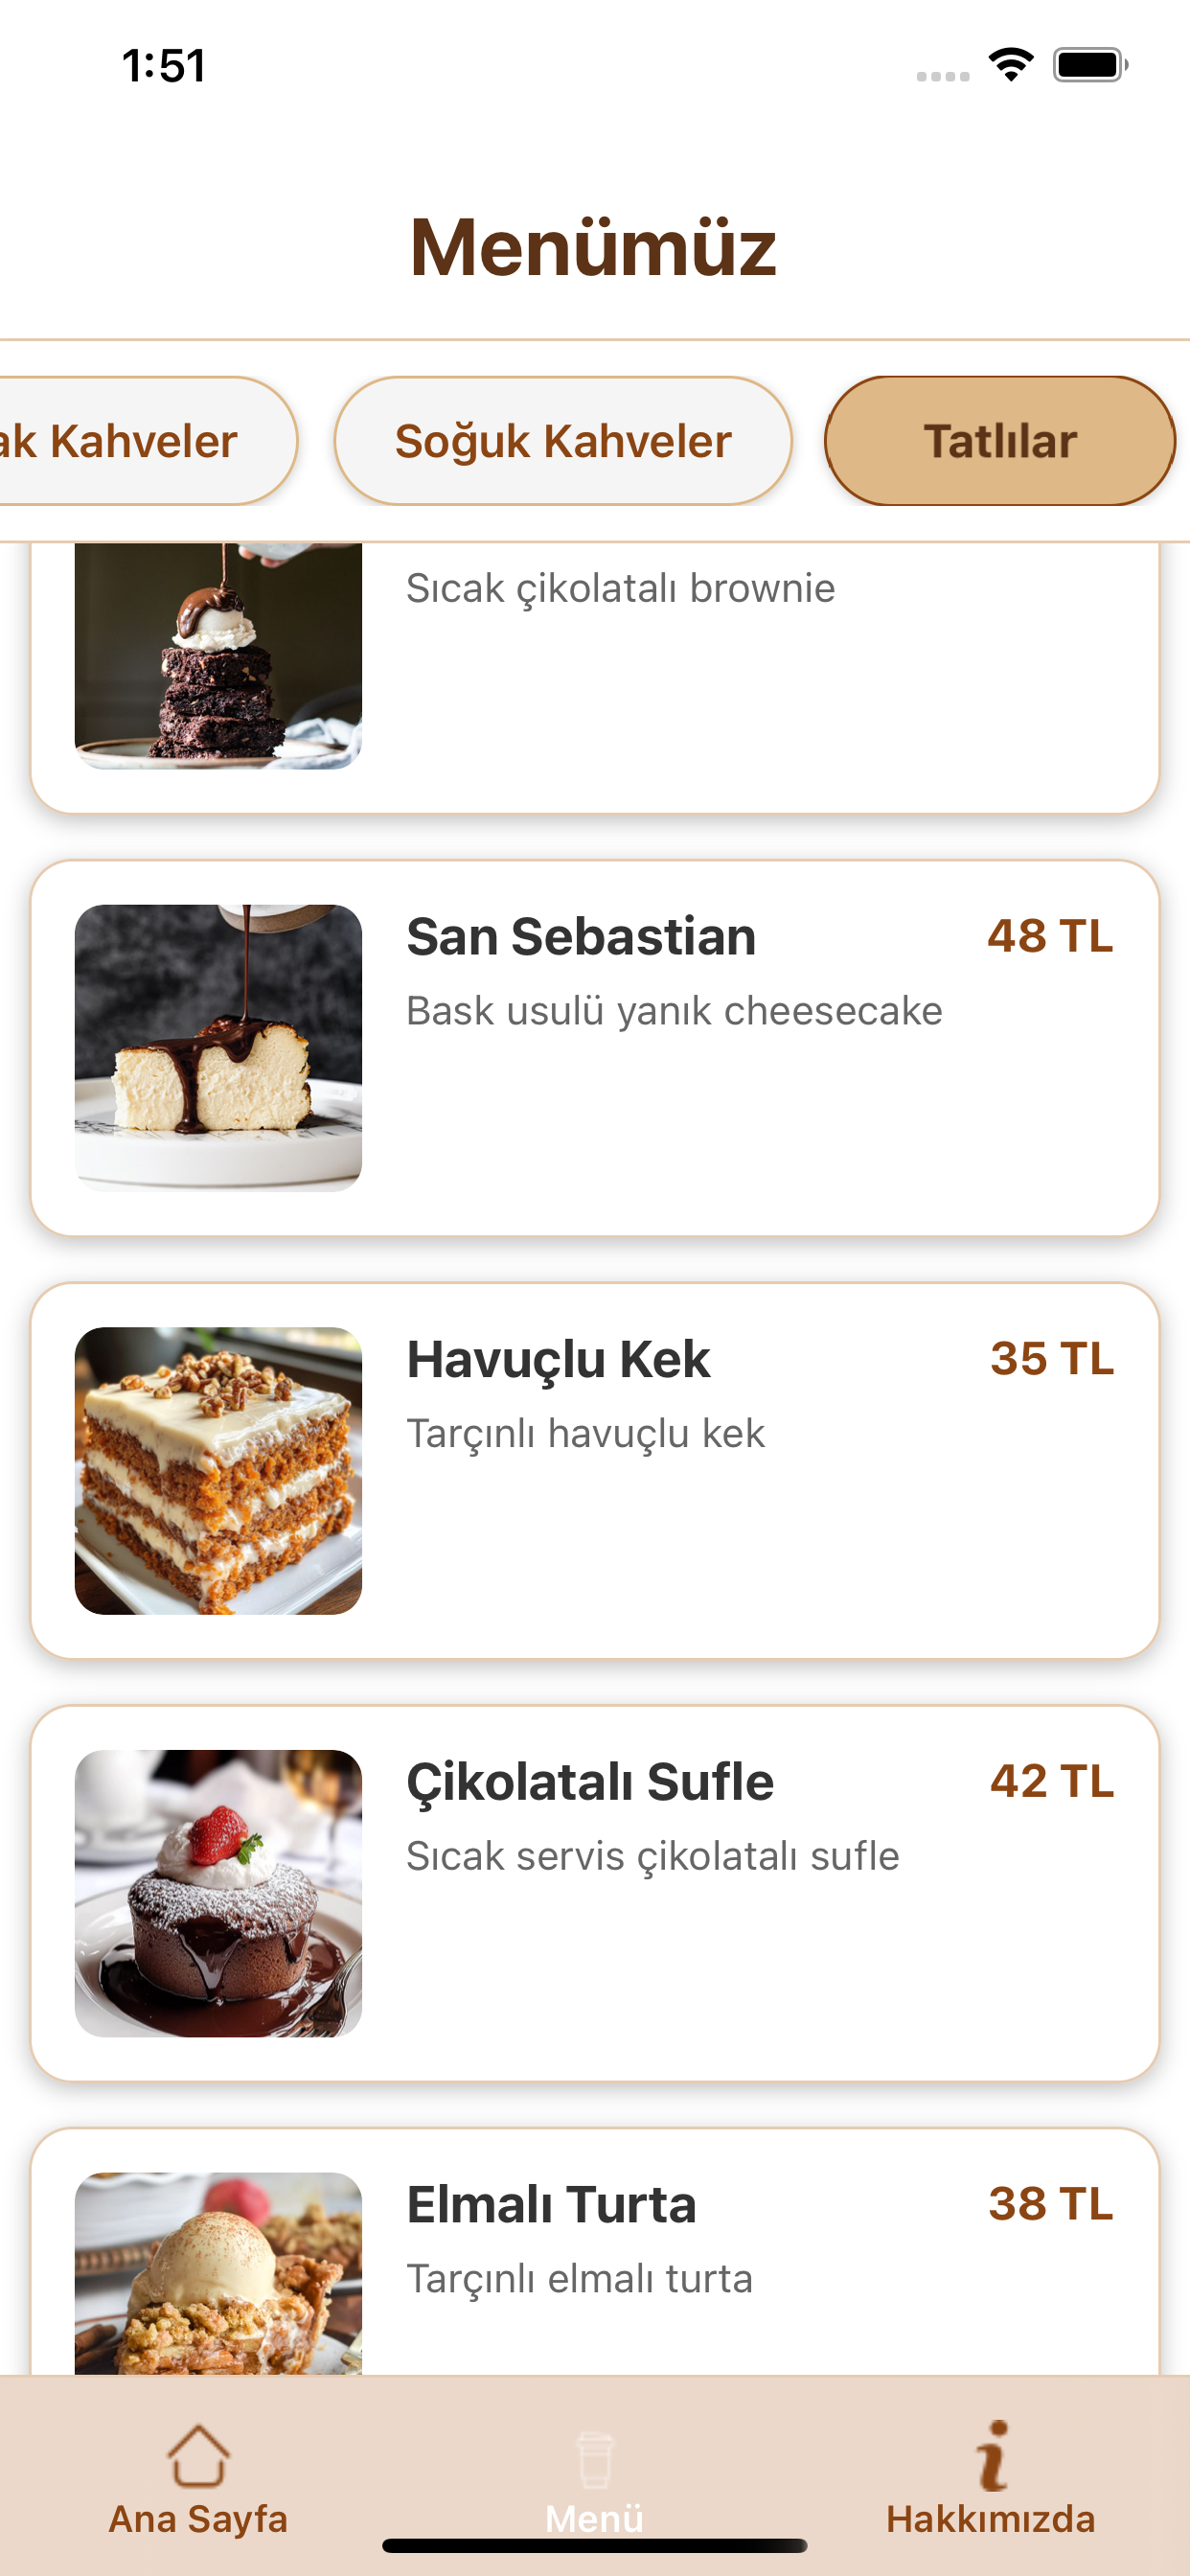 1:51
Menümüz
ak Kahveler
Soğuk Kahveler
Tatlılar
Sıcak çikolatalı brownie
San Sebastian
48 TL
Bask usulü yanık cheesecake
Havuçlu Kek
35 TL
Tarçınlı havuçlu kek
Çikolatalı Sufle
42 TL
Sıcak servis çikolatalı sufle
Elmalı Turta
38 TL
Tarçınlı elmalı turta
Ana Sayfa
Menü
Hakkımızda